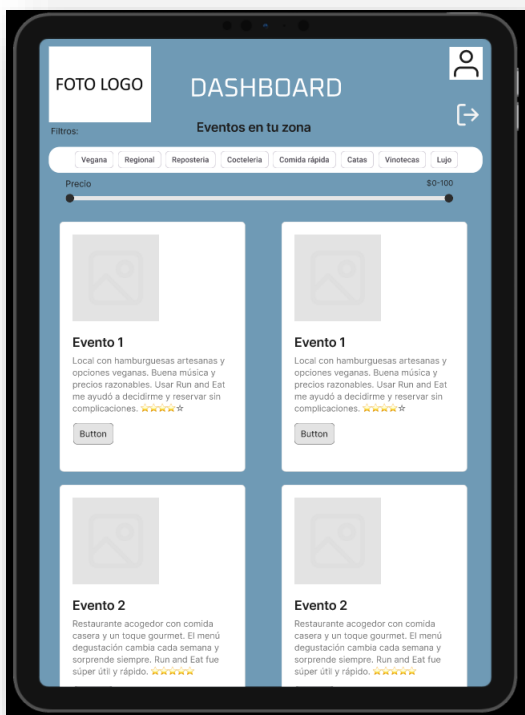 FOTO LOGO
DASHBOARD
Filtros:
Eventos en tu zona
Vegana Regional Reposteria Cocteleria Comida rápida Catas Vinotecas Lujo
Precio $0-100
Evento 1
Local con hamburguesas artesanas y
opciones veganas. Buena música y
precios razonables. Usar Run and Eat
me ayudó a decidirme y reservar sin
complicaciones. ⭐⭐⭐⭐☆
Button
Evento 1
Local con hamburguesas artesanas y
opciones veganas. Buena música y
precios razonables. Usar Run and Eat
me ayudó a decidirme y reservar sin
complicaciones. ⭐⭐⭐⭐☆
Button
Evento 2
Restaurante acogedor con comida
casera y un toque gourmet. El menú
degustación cambia cada semana y
sorprende siempre. Run and Eat fue
súper útil y rápido. ⭐⭐⭐⭐⭐
Evento 2
Restaurante acogedor con comida
casera y un toque gourmet. El menú
degustación cambia cada semana y
sorprende siempre. Run and Eat fue
súper útil y rápido. ⭐⭐⭐⭐⭐